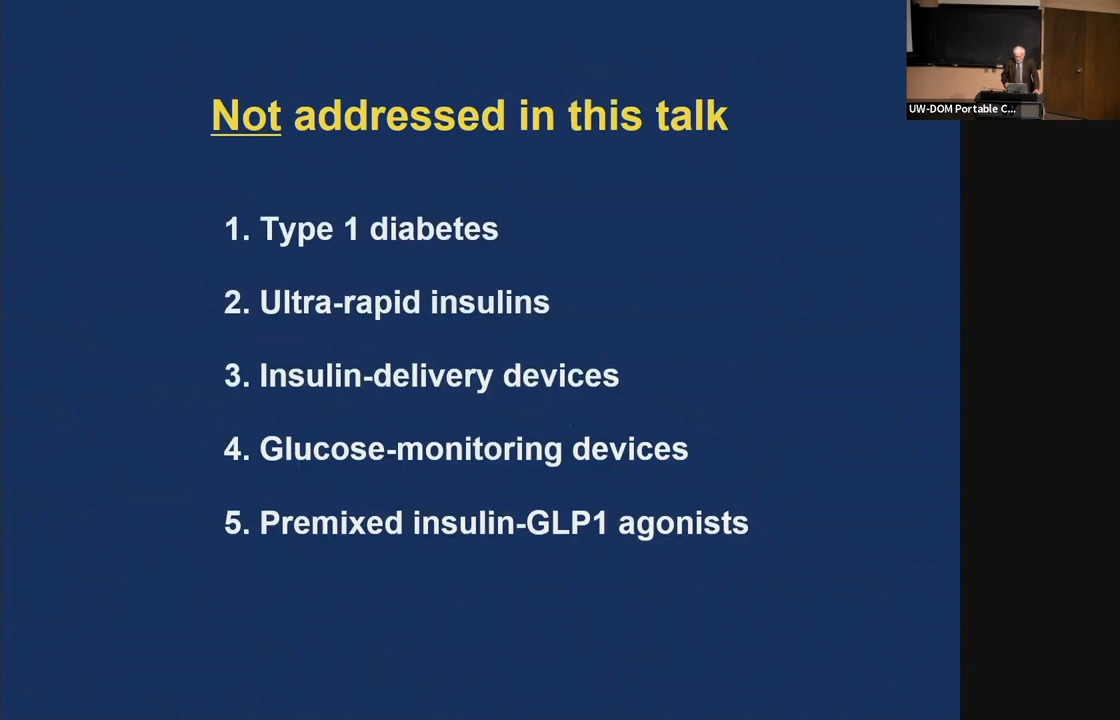 Not addressed in this talk
1. Type 1 diabetes
2. Ultra-rapid insulins
3. Insulin-delivery devices
4. Glucose-monitoring devices
5. Premixed insulin-GLP1 agonists
UW-DOM Portable C...